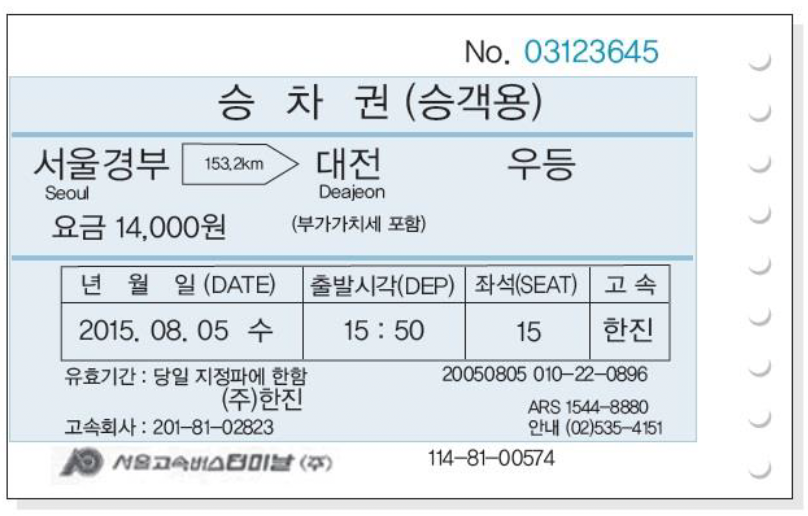 No. 03123645
승 차 권 (승객용)
서울경부 153.2km 대전 우등
Seoul Deajeon
요금 14,000원 (부가가치세 포함)
년 월 일 (DATE) 출발시각(DEP) 좌석(SEAT) 고 속
2015. 08. 05 수 15 : 50 15 한진
유효기간 : 당일 지정파에 한함 20050805 010-22-0896
(주)한진 ARS 1544-8880
고속회사 : 201-81-02823 안내 (02)535-4151
서울고속버스터미널 (주) 114-81-00574